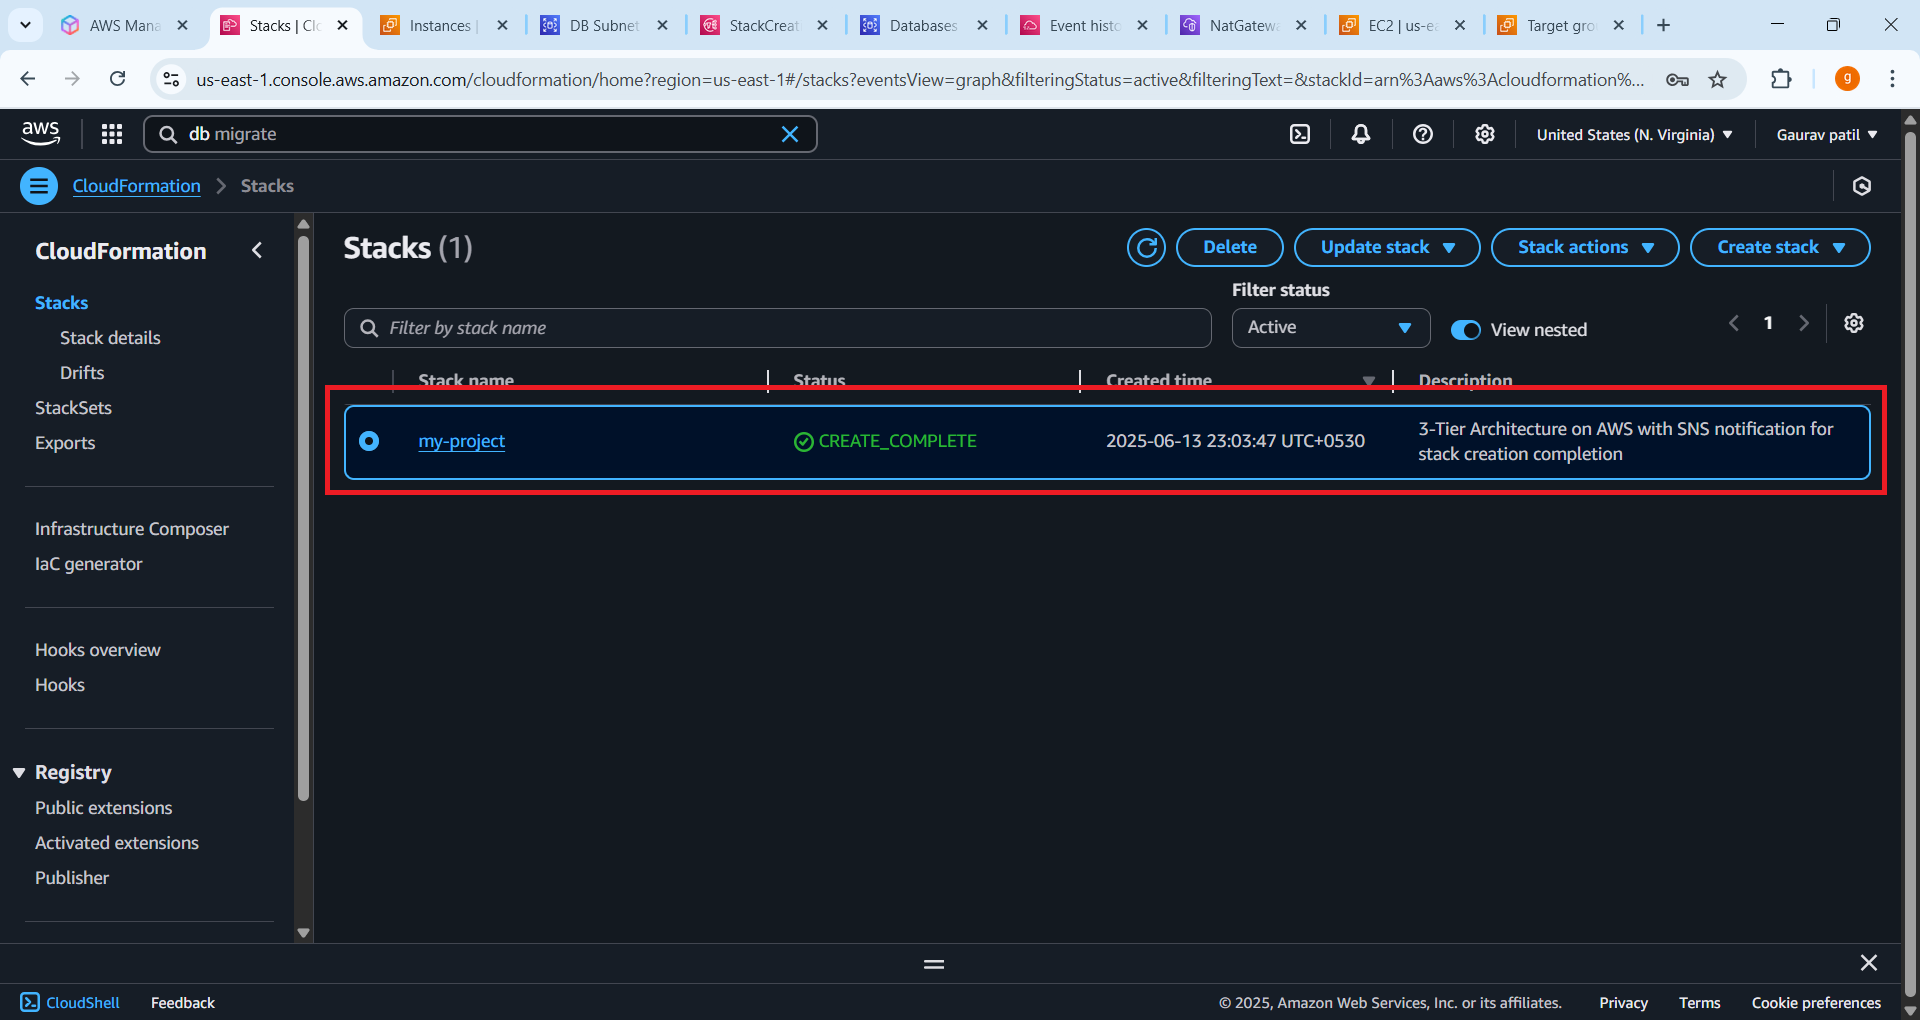 AWS Mana
Stacks | Clo
Instances |
DB Subnet
StackCreat
Databases
Event histo
NatGatewa
EC2 | us-ea
Target gro
us-east-1.console.aws.amazon.com/cloudformation/home?region=us-east-1#/stacks?eventsView=graph&filteringStatus=active&filteringText=&stackId=arn%3Aaws%3Acloudformation%...
g
aws
db migrate
United States (N. Virginia)
Gaurav patil
CloudFormation
Stacks
CloudFormation
Stacks
Stack details
Drifts
StackSets
Exports
Infrastructure Composer
IaC generator
Hooks overview
Hooks
Registry
Public extensions
Activated extensions
Publisher
Stacks (1)
Delete
Update stack
Stack actions
Create stack
Filter status
Filter by stack name
Active
View nested
1
Stack name
Status
Created time
Description
my-project
CREATE_COMPLETE
2025-06-13 23:03:47 UTC+0530
3-Tier Architecture on AWS with SNS notification for
stack creation completion
CloudShell
Feedback
© 2025, Amazon Web Services, Inc. or its affiliates.
Privacy
Terms
Cookie preferences